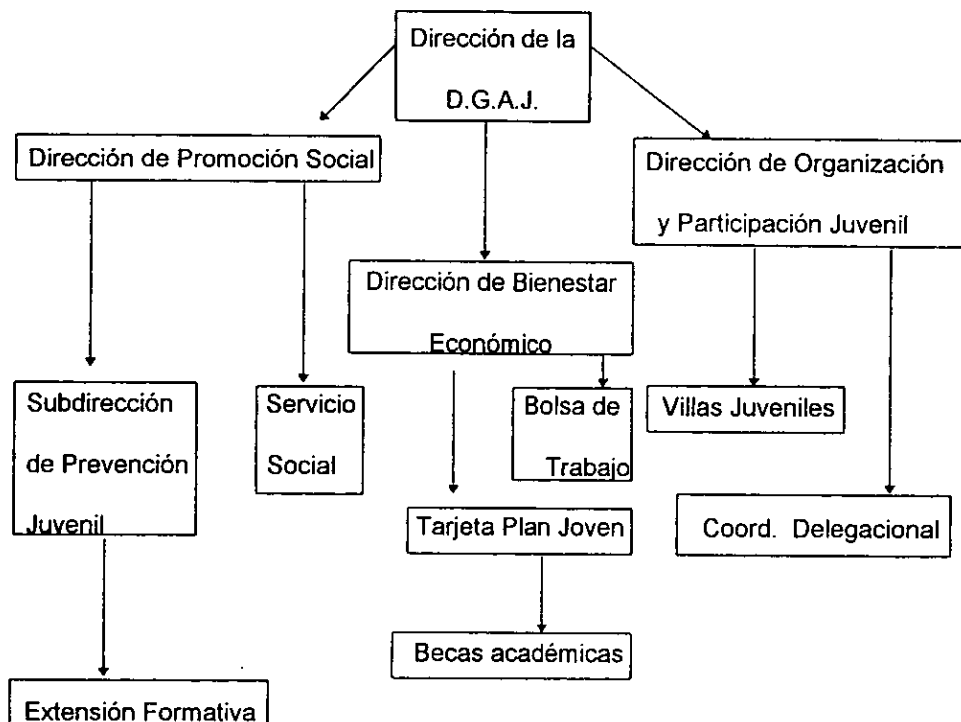 Dirección de la
D.G.A.J.
Dirección de Promoción Social
Dirección de Organización
y Participación Juvenil
Dirección de Bienestar
Económico
Subdirección
de Prevención
Juvenil
Servicio
Social
Bolsa de
Trabajo
Villas Juveniles
Tarjeta Plan Joven
Coord. Delegacional
Becas académicas
Extensión Formativa